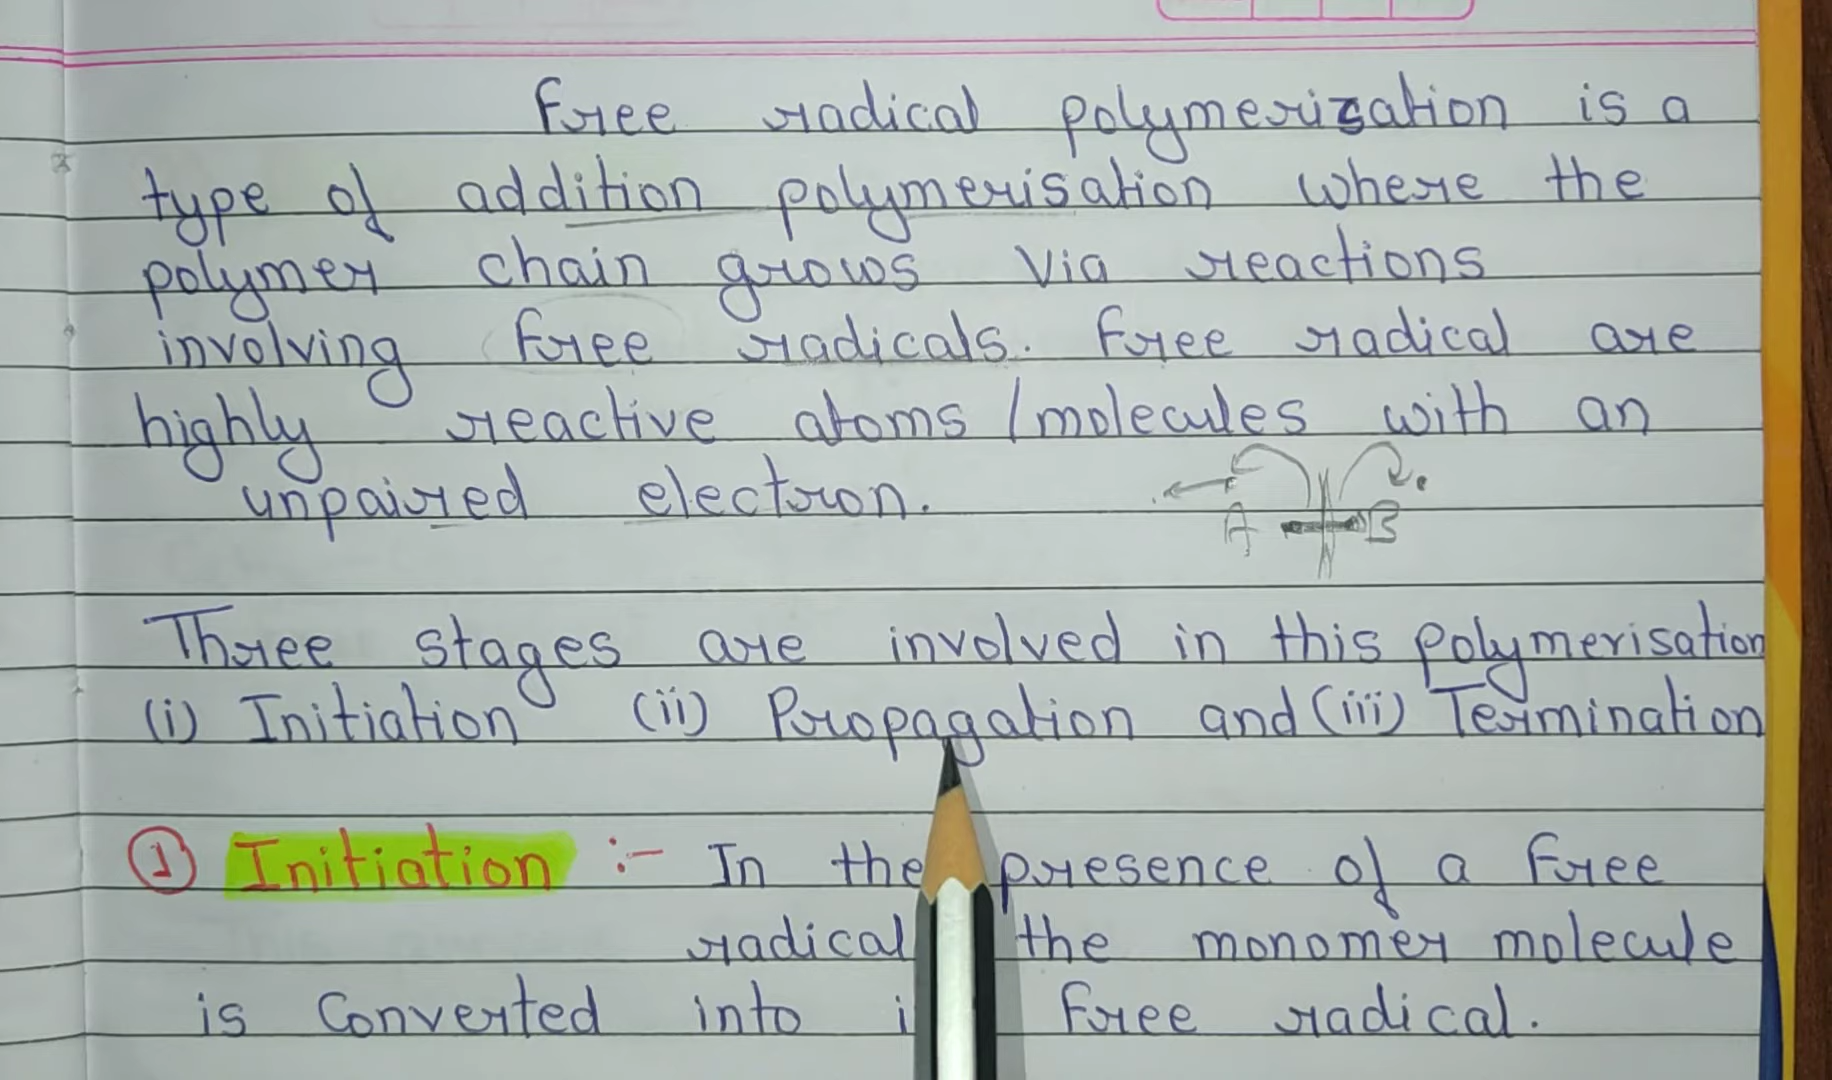 Free radical polymerization is a
type of addition polymerisation where the
polymer chain grows via reactions
involving free radicals. Free radical are
highly reactive atoms / molecules with an
unpaired electron.
A B
Three stages are involved in this polymerisation
(i) Initiation (ii) Propagation and (iii) Termination
1 Initiation :- In the presence of a free
radical the monomer molecule
is Converted into free radical.